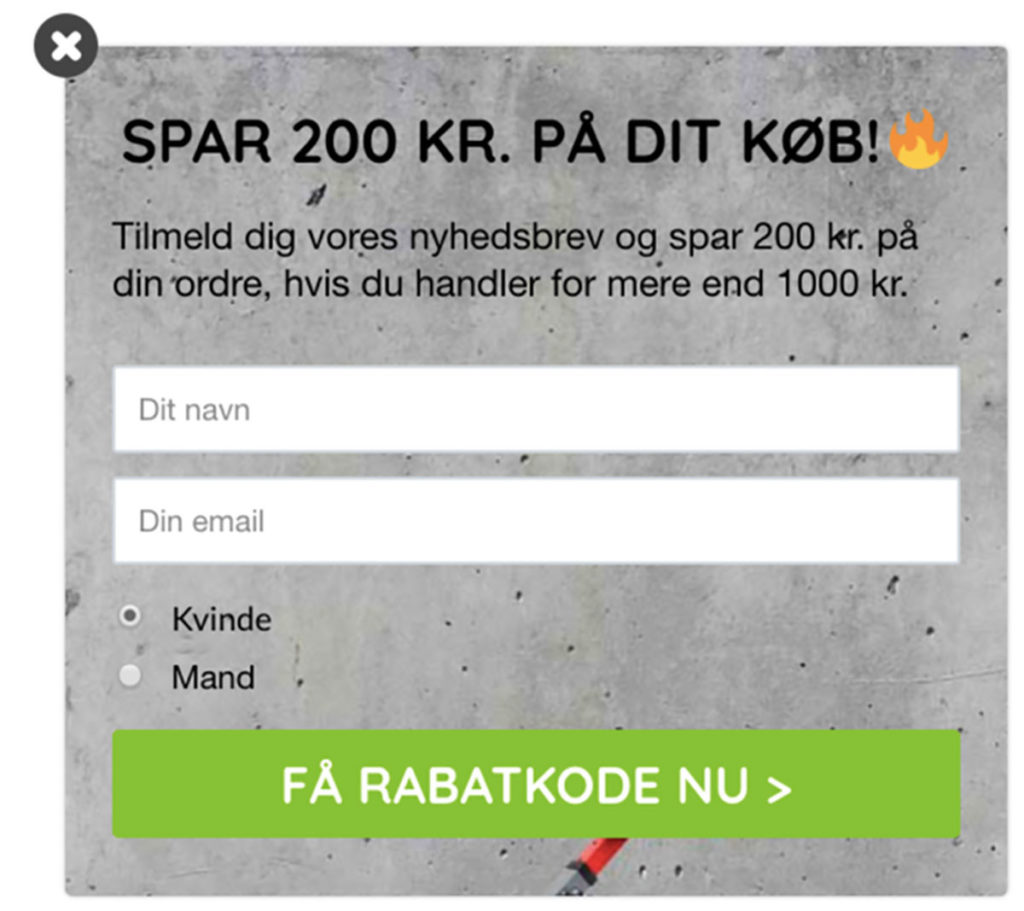 SPAR 200 KR. PÅ DIT KØB!🔥
Tilmeld dig vores nyhedsbrev og spar 200 kr. på
din ordre, hvis du handler for mere end 1000 kr.
Dit navn
Din email
Kvinde
Mand
FÅ RABATKODE NU >